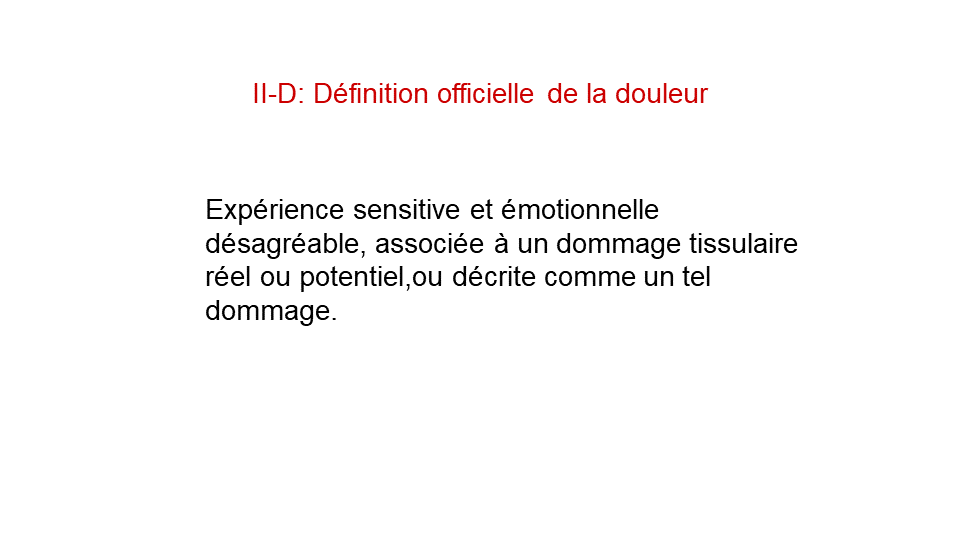 II-D: Définition officielle de la douleur
Expérience sensitive et émotionnelle
désagréable, associée à un dommage tissulaire
réel ou potentiel,ou décrite comme un tel
dommage.